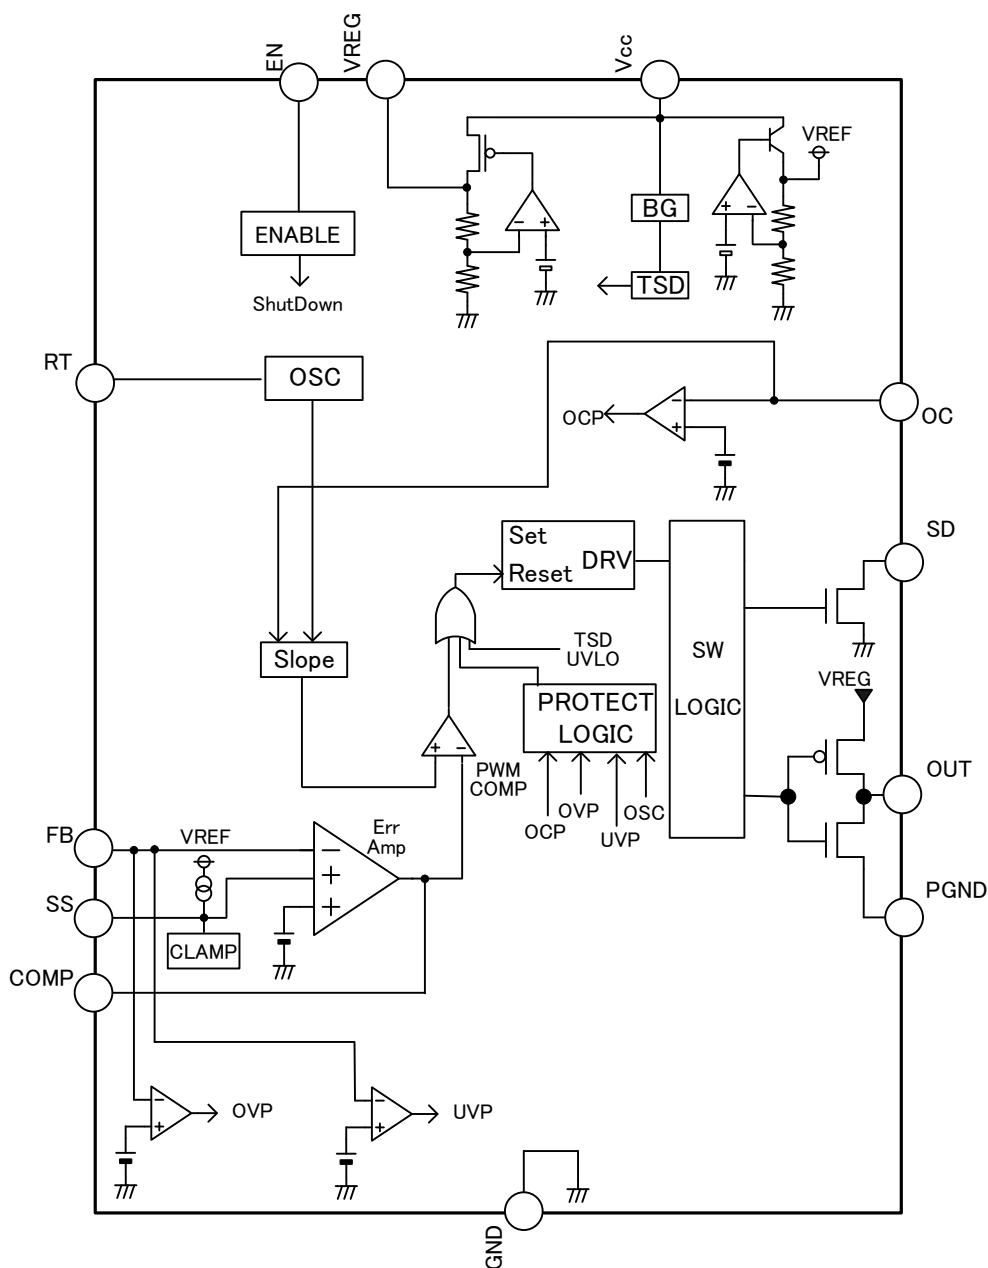 EN
VREG
Vcc
VREF
BG
TSD
ENABLE
ShutDown
RT
OSC
OCP
OC
SD
Set
Reset
DRV
TSD
UVLO
SW
LOGIC
Slope
PROTECT
LOGIC
VREG
PWM
COMP
OCP
OVP
UVP
OSC
OUT
FB
VREF
Err
Amp
SS
CLAMP
PGND
COMP
OVP
UVP
GND